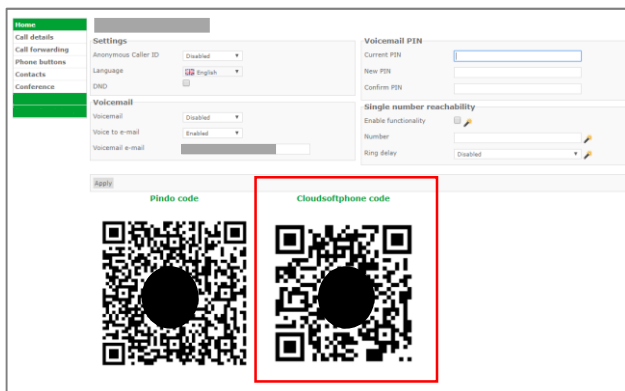 Home
Call details
Call forwarding
Phone buttons
Contacts
Conference
Settings
Anonymous Caller ID Disabled
Language English
DND
Voicemail
Voicemail Disabled
Voice to e-mail Enabled
Voicemail e-mail
Voicemail PIN
Current PIN
New PIN
Confirm PIN
Single number reachability
Enable functionality
Number
Ring delay Disabled
Apply
Pindo code
Cloudsoftphone code